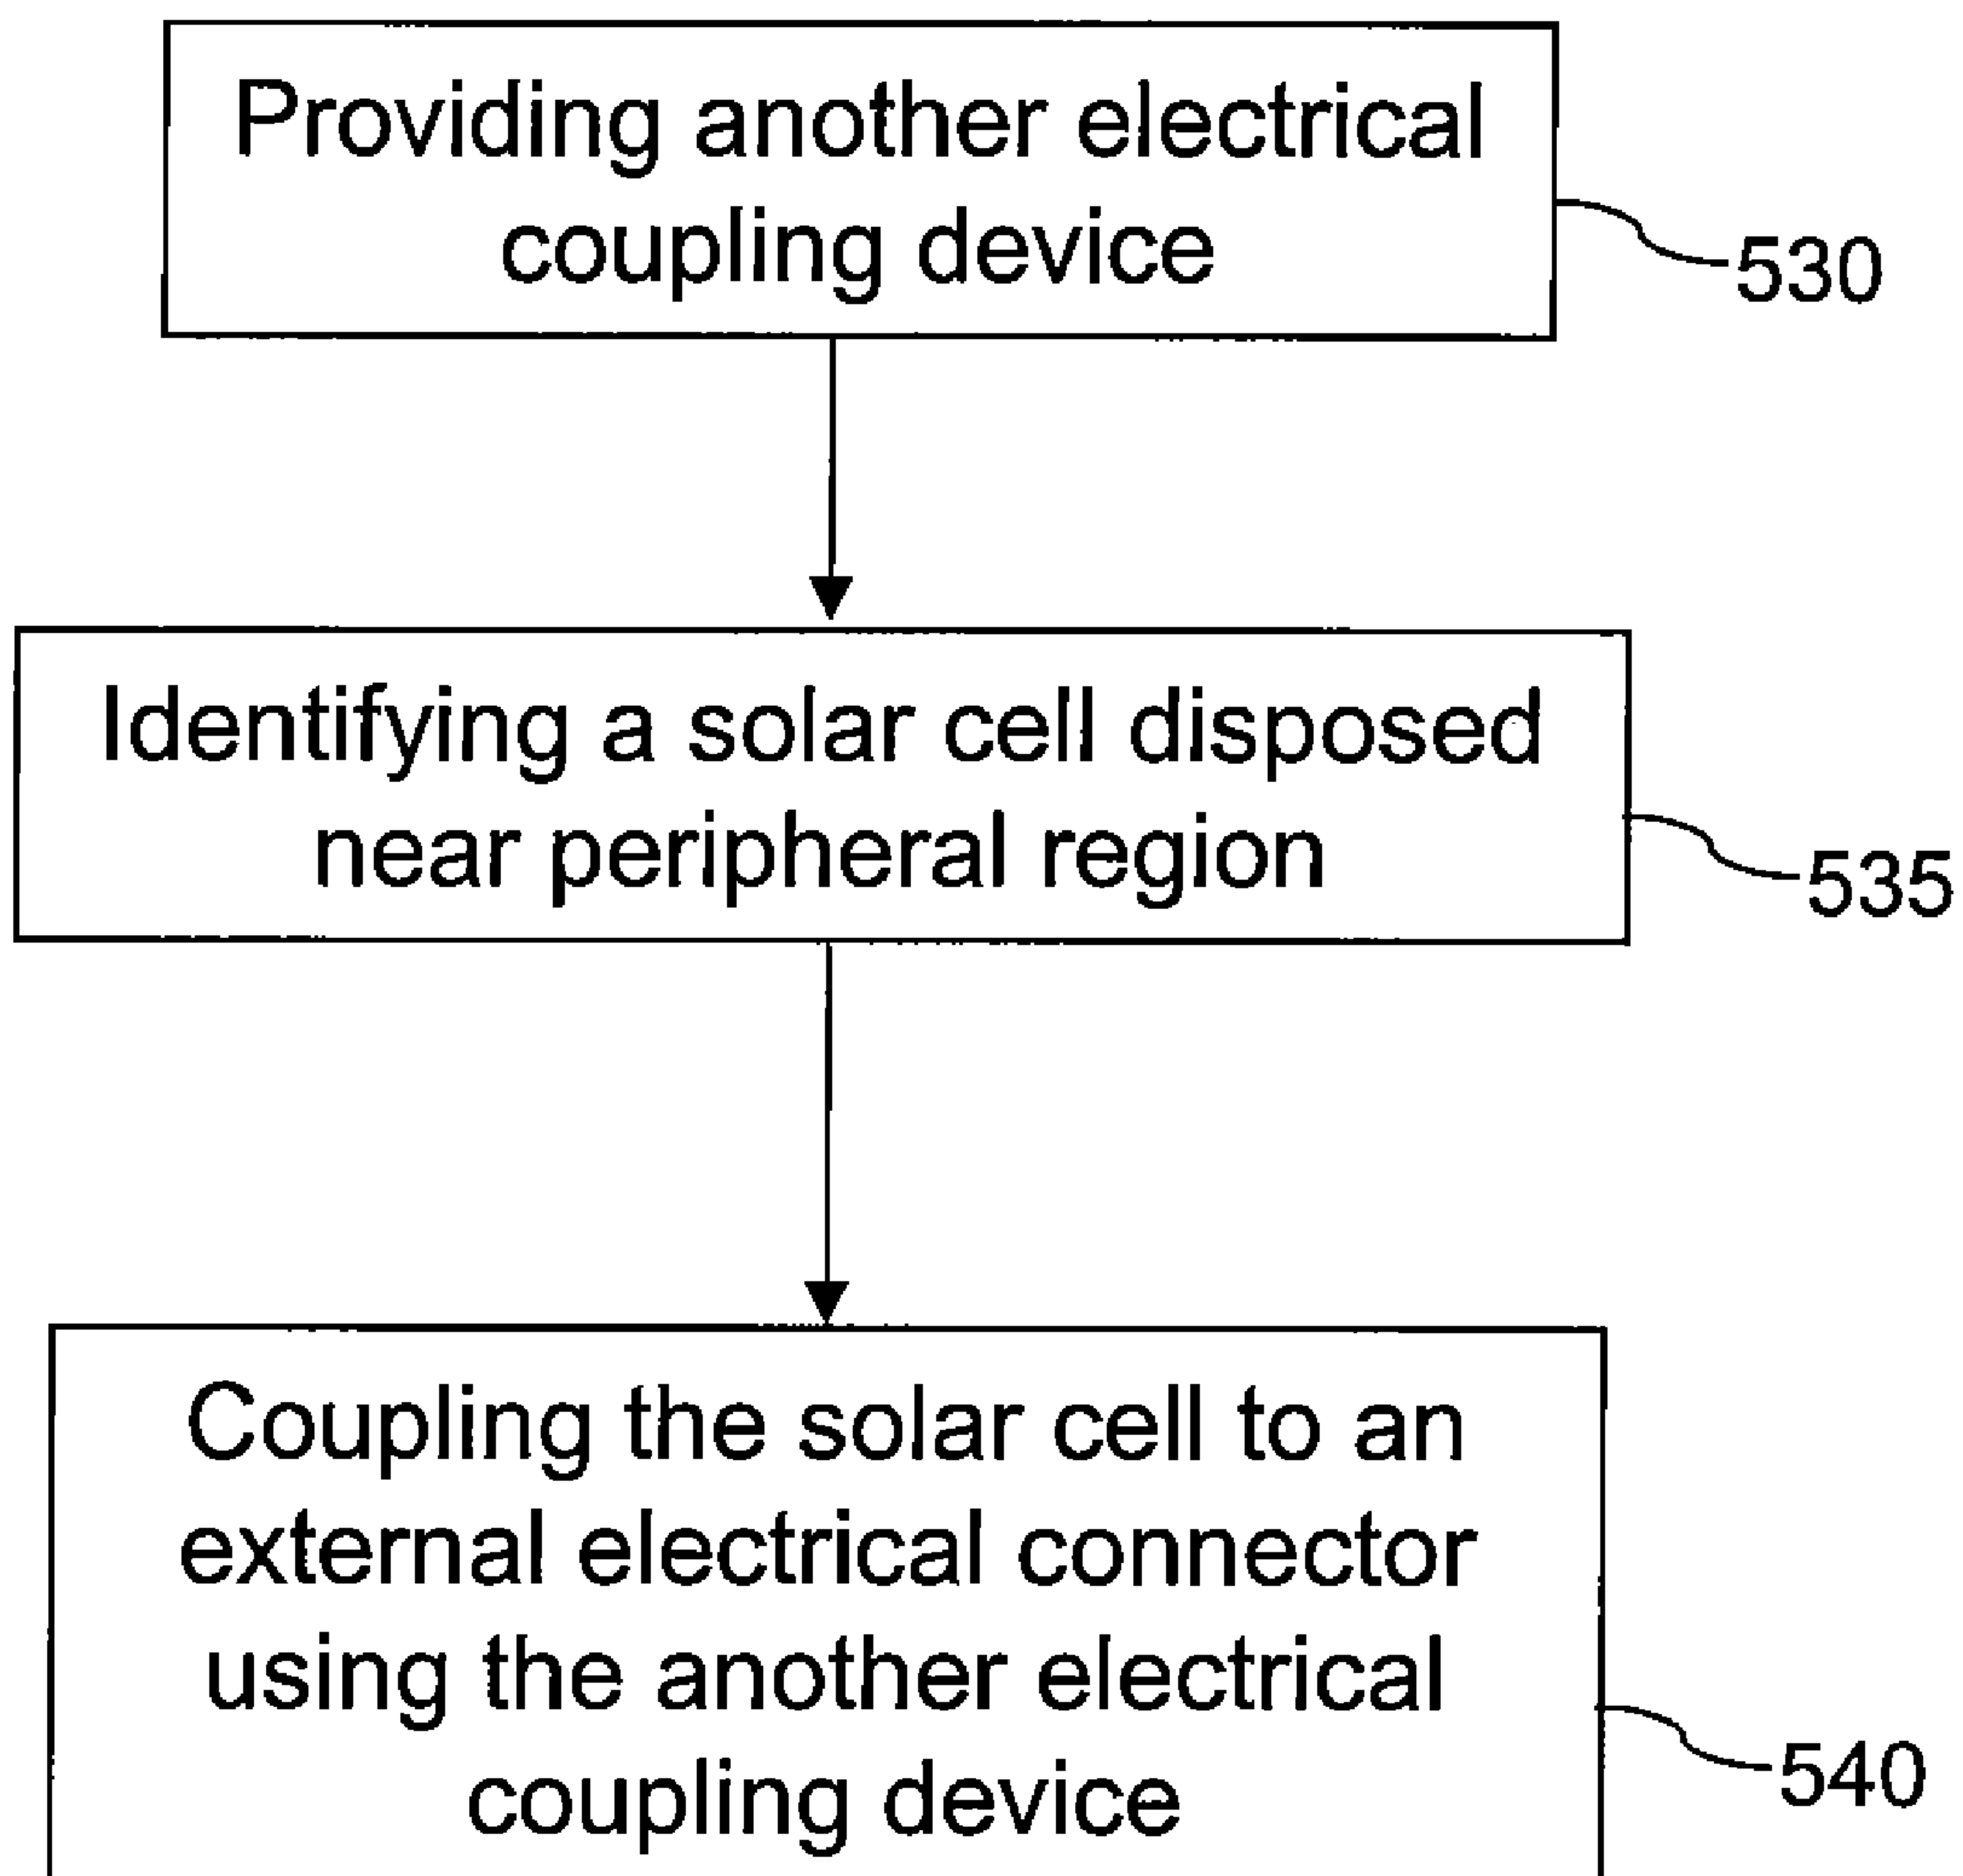 Providing another electrical
coupling device
530
Identifying a solar cell disposed
near peripheral region
535
Coupling the solar cell to an
external electrical connector
using the another electrical
coupling device
540